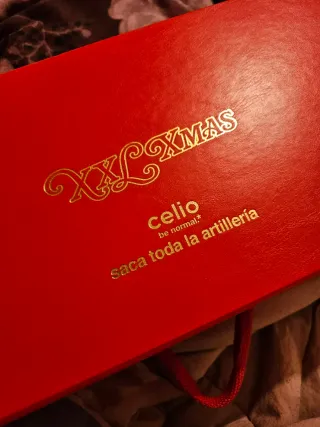 XXL XMAS
celio
be normal.*
saca toda la artillería